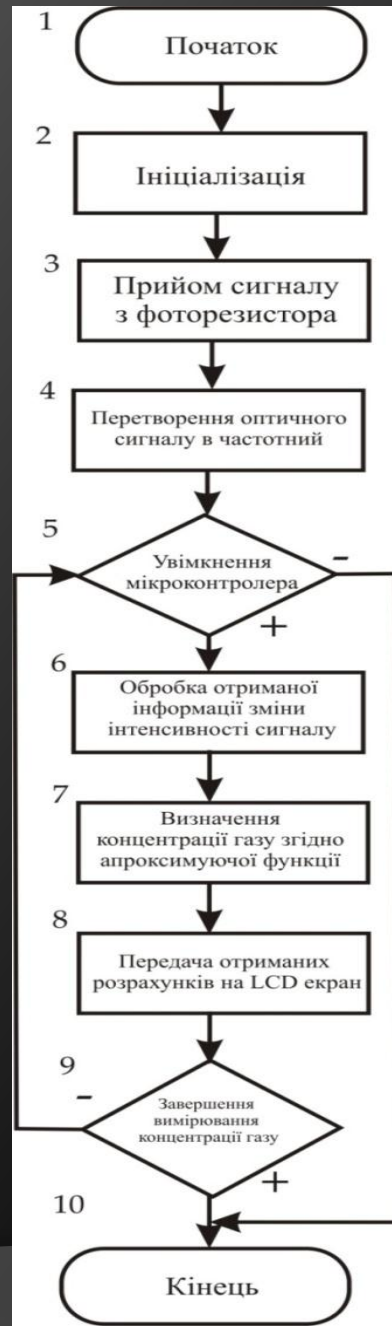 1
Початок
2
Ініціалізація
3
Прийом сигналу
з фоторезистора
4
Перетворення оптичного
сигналу в частотний
5
Увімкнення
мікроконтролера
-
+
6
Обробка отриманої
інформації зміни
інтенсивності сигналу
7
Визначення
концентрації газу згідно
апроксимуючої функції
8
Передача отриманих
розрахунків на LCD екран
9
-
Завершення
вимірювання
концентрації газу
+
10
Кінець